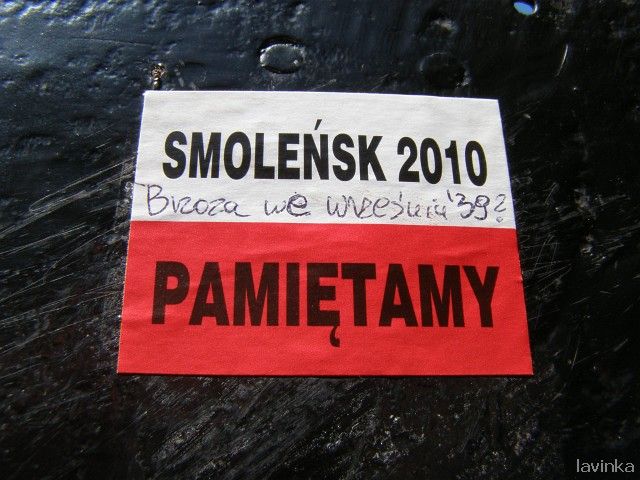 SMOLEŃSK 2010
Brzoza we wrześniu '39?
PAMIĘTAMY
lavinka